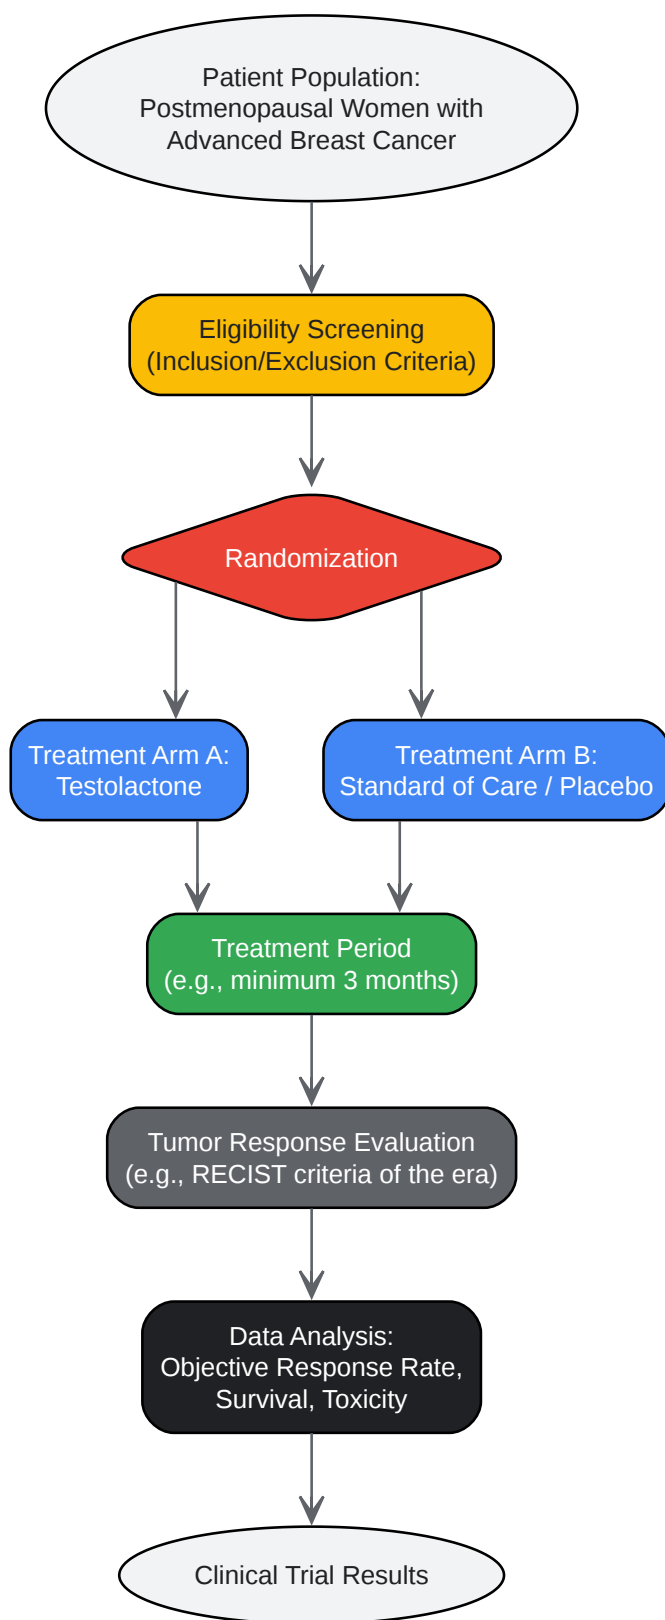 Patient Population:
Postmenopausal Women with
Advanced Breast Cancer
Eligibility Screening
(Inclusion/Exclusion Criteria)
Randomization
Treatment Arm A:
Testolactone
Treatment Arm B:
Standard of Care / Placebo
Treatment Period
(e.g., minimum 3 months)
Tumor Response Evaluation
(e.g., RECIST criteria of the era)
Data Analysis:
Objective Response Rate,
Survival, Toxicity
Clinical Trial Results